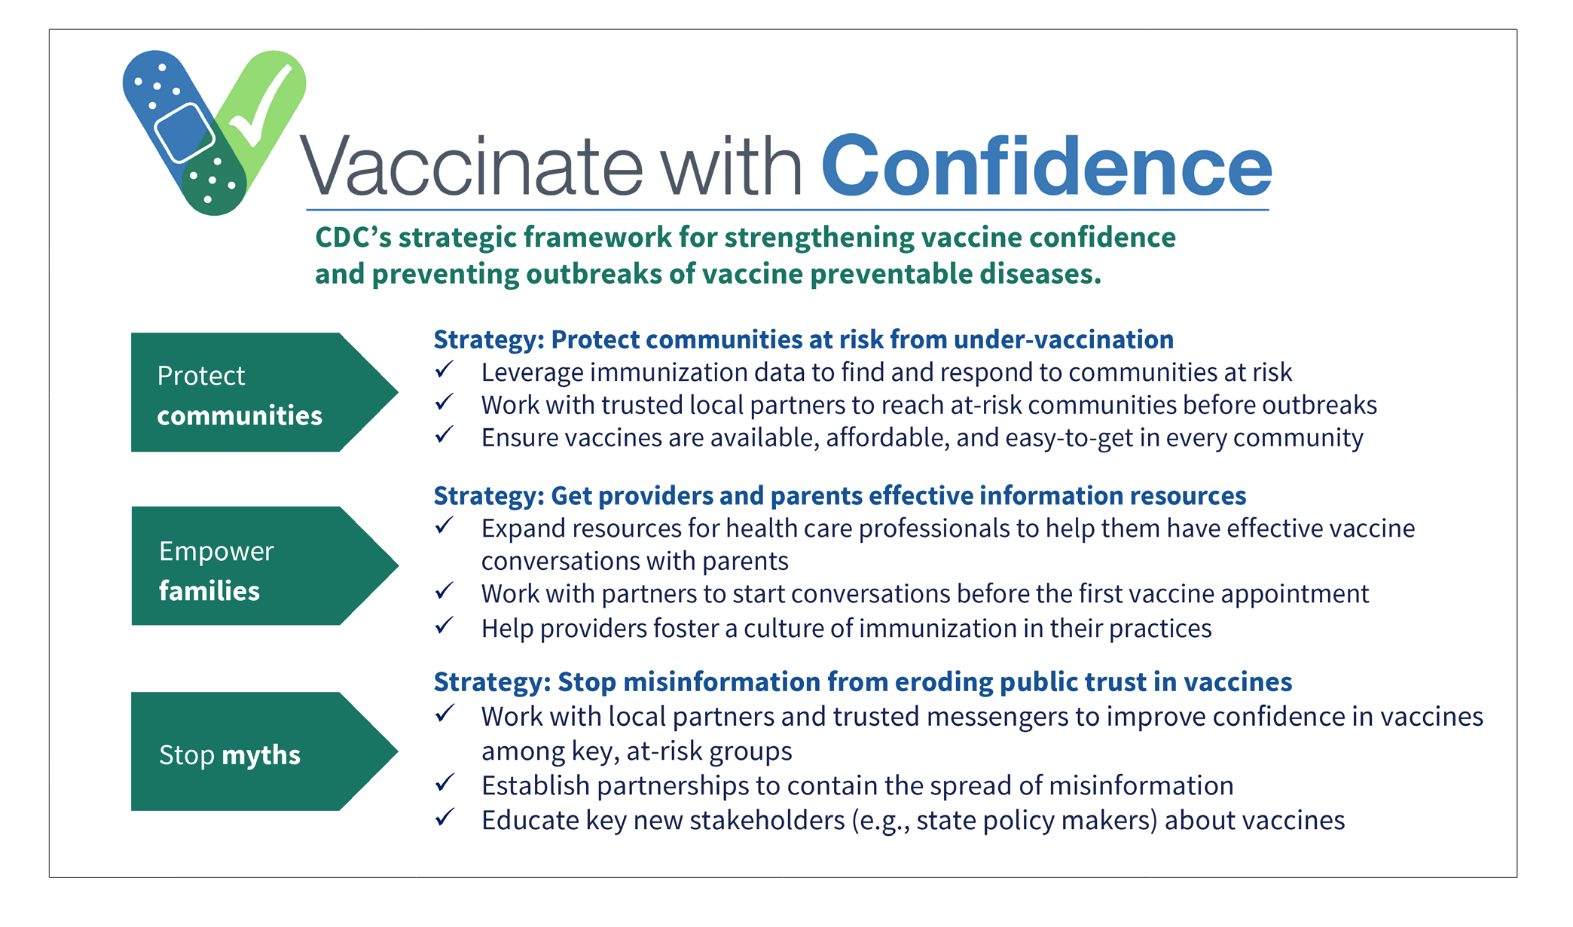 Vaccinate with Confidence
CDC’s strategic framework for strengthening vaccine confidence
and preventing outbreaks of vaccine preventable diseases.
Protect
communities
Strategy: Protect communities at risk from under-vaccination
✓ Leverage immunization data to find and respond to communities at risk
✓ Work with trusted local partners to reach at-risk communities before outbreaks
✓ Ensure vaccines are available, affordable, and easy-to-get in every community
Empower
families
Strategy: Get providers and parents effective information resources
✓ Expand resources for health care professionals to help them have effective vaccine
conversations with parents
✓ Work with partners to start conversations before the first vaccine appointment
✓ Help providers foster a culture of immunization in their practices
Stop myths
Strategy: Stop misinformation from eroding public trust in vaccines
✓ Work with local partners and trusted messengers to improve confidence in vaccines
among key, at-risk groups
✓ Establish partnerships to contain the spread of misinformation
✓ Educate key new stakeholders (e.g., state policy makers) about vaccines